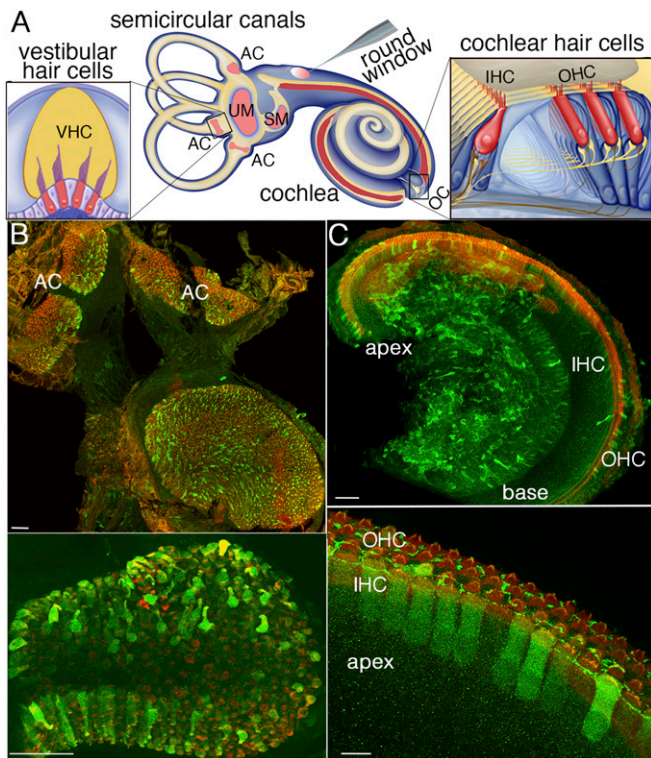 A
semicircular canals
vestibular
hair cells
AC
round
window
cochlear hair cells
IHC
OHC
VHC
UM
SM
AC
AC
cochlea
OC
B
AC
AC
C
apex
IHC
OHC
base
OHC
IHC
apex